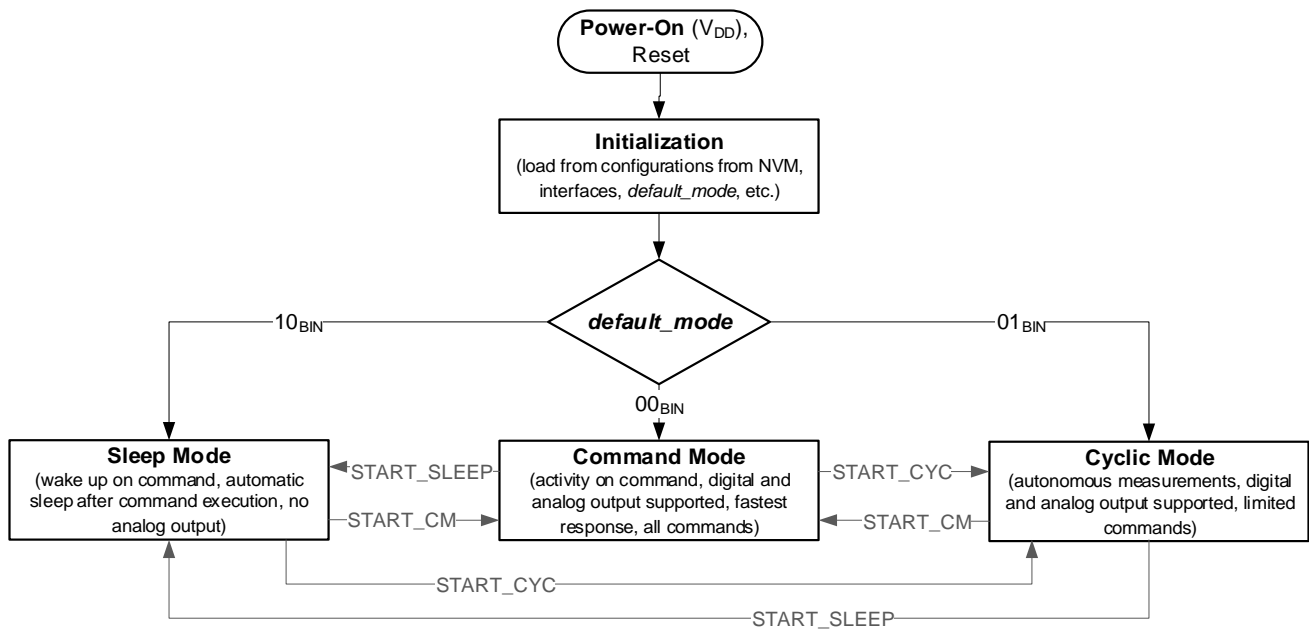 Power-On (VDD),
Reset
Initialization
(load from configurations from NVM,
interfaces, default_mode, etc.)
default_mode
10BIN
01BIN
00BIN
Sleep Mode
(wake up on command, automatic
sleep after command execution, no
analog output)
START_SLEEP
START_CM
Command Mode
(activity on command, digital and
analog output supported, fastest
response, all commands)
START_CYC
START_CM
Cyclic Mode
(autonomous measurements, digital
and analog output supported, limited
commands)
START_CYC
START_SLEEP